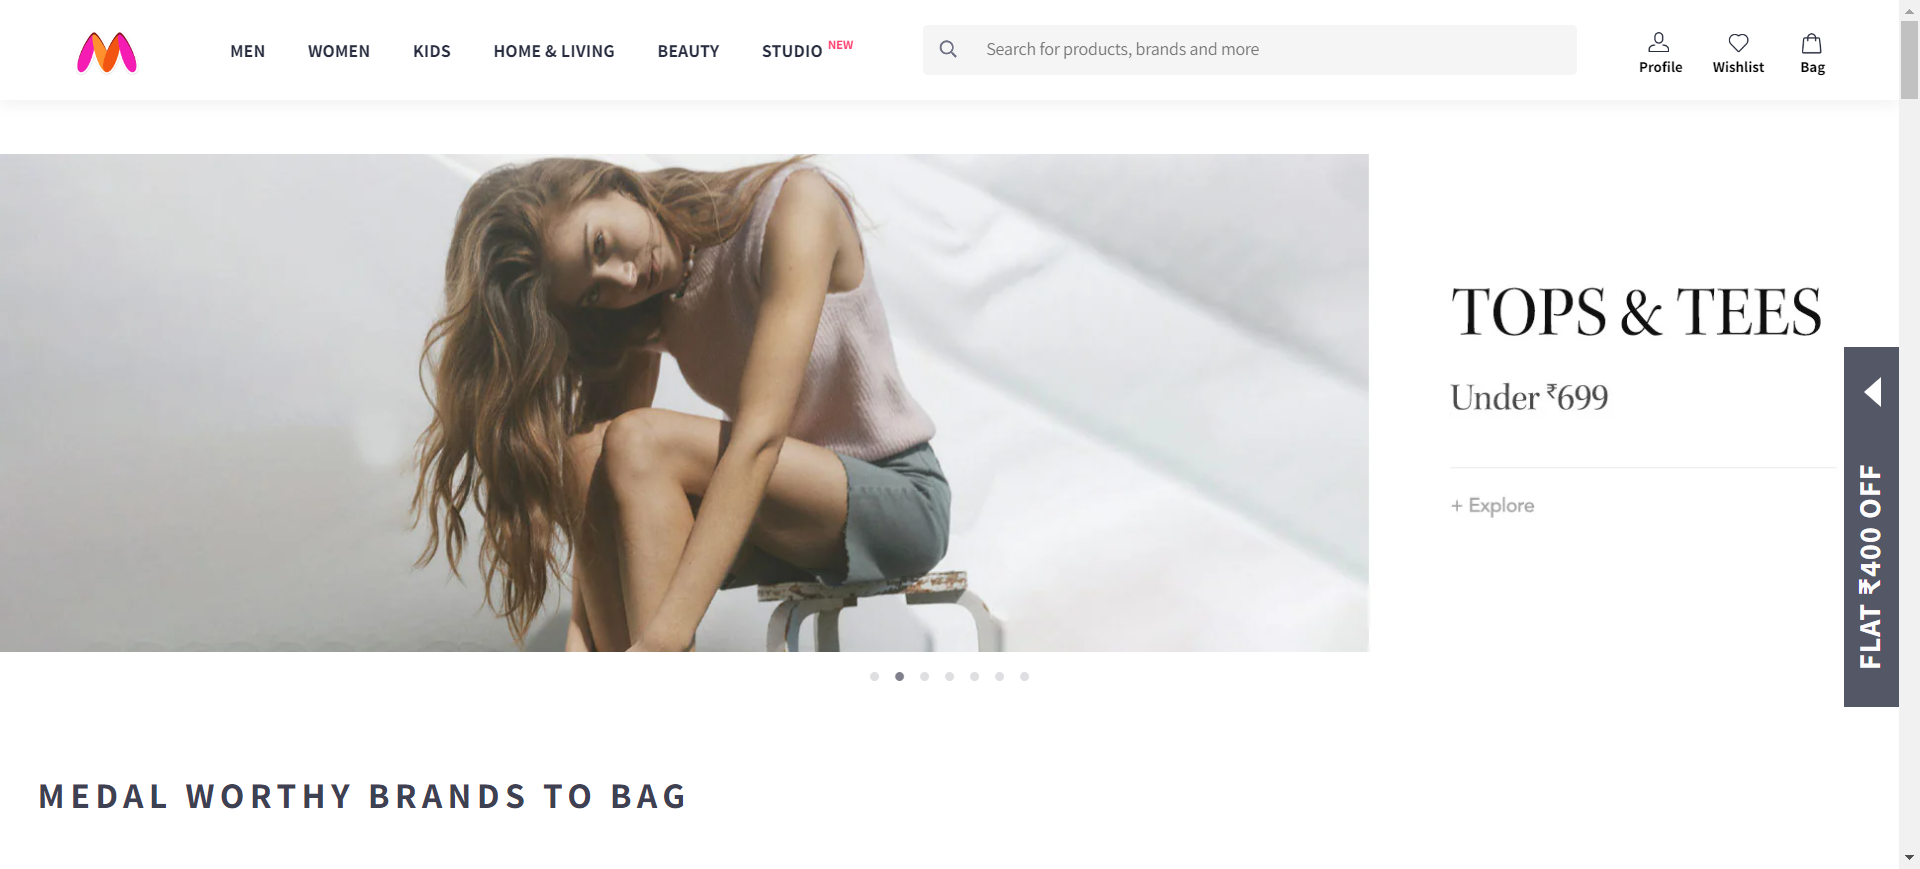 MEN
WOMEN
KIDS
HOME & LIVING
BEAUTY
STUDIO NEW
Search for products, brands and more
Profile
Wishlist
Bag
TOPS & TEES
Under ₹699
+ Explore
FLAT ₹400 OFF
MEDAL WORTHY BRANDS TO BAG